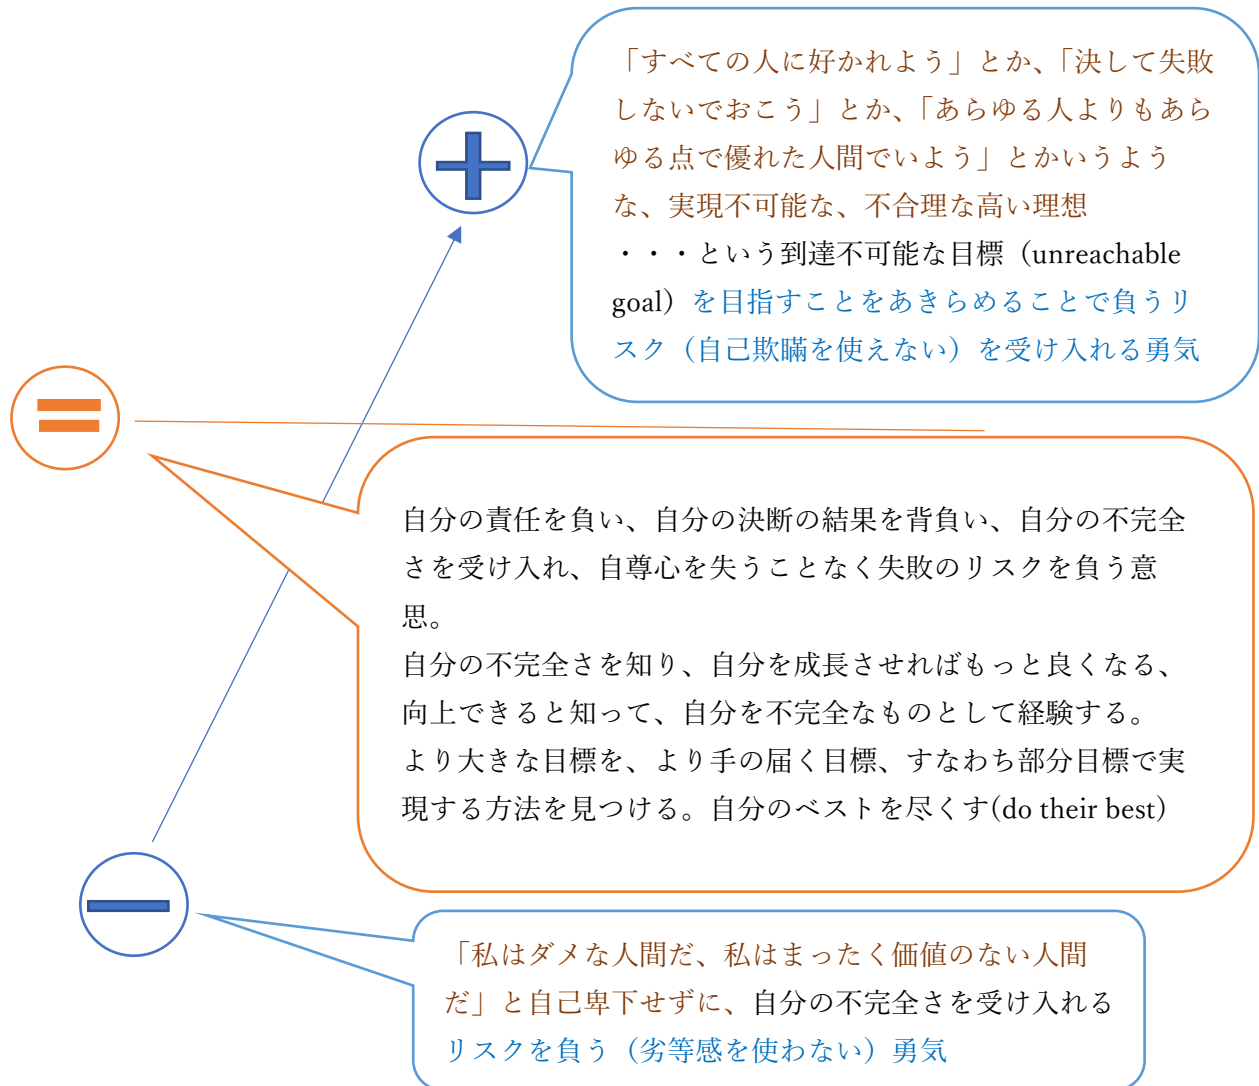 「すべての人に好かれよう」とか、「決して失敗
しないでおこう」とか、「あらゆる人よりもあら
ゆる点で優れた人間でいよう」とかいうよう
な、実現不可能な、不合理な高い理想
・・・という到達不可能な目標（unreachable
goal）を目指すことをあきらめることで負うリ
スク（自己欺瞞を使えない）を受け入れる勇気
自分の責任を負い、自分の決断の結果を背負い、自分の不完全
さを受け入れ、自尊心を失うことなく失敗のリスクを負う意
思。
自分の不完全さを知り、自分を成長させればもっと良くなる、
向上できると知って、自分を不完全なものとして経験する。
より大きな目標を、より手の届く目標、すなわち部分目標で実
現する方法を見つける。自分のベストを尽くす(do their best）
「私はダメな人間だ、私はまったく価値のない人間
だ」と自己卑下せずに、自分の不完全さを受け入れる
リスクを負う（劣等感を使わない）勇気